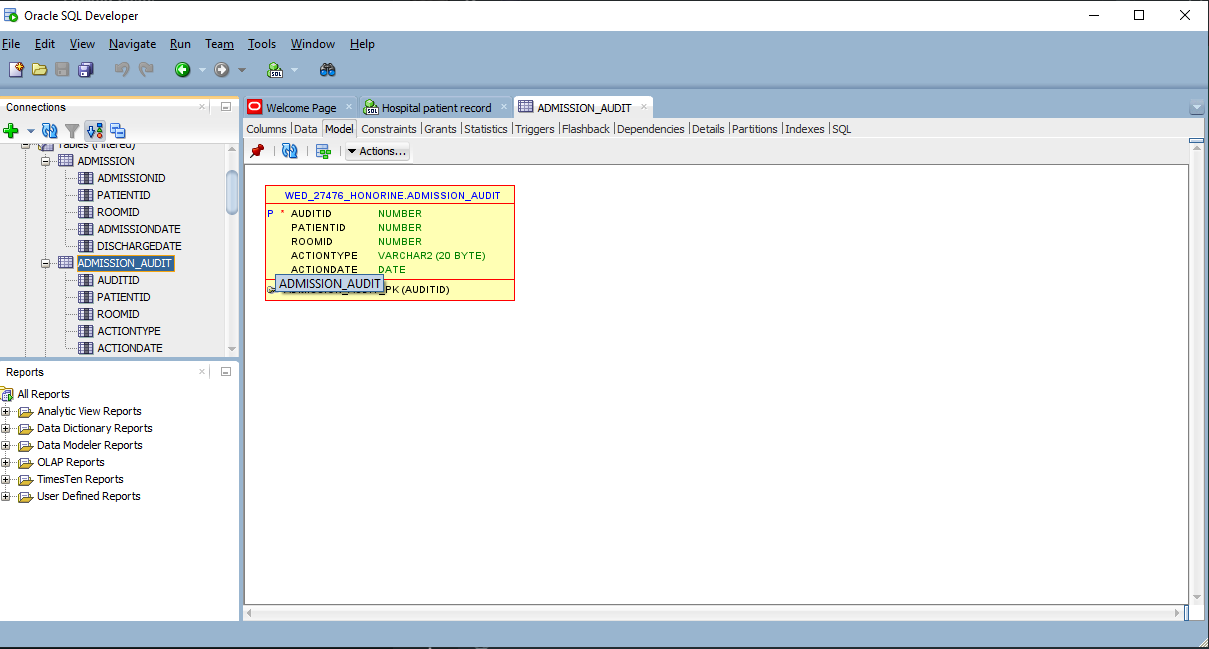 Oracle SQL Developer
File Edit View Navigate Run Team Tools Window Help
Connections
Tables (Filtered)
ADMISSION
ADMISSIONID
PATIENTID
ROOMID
ADMISSIONDATE
DISCHARGEDATE
ADMISSION_AUDIT
AUDITID
PATIENTID
ROOMID
ACTIONTYPE
ACTIONDATE
Reports
All Reports
Analytic View Reports
Data Dictionary Reports
Data Modeler Reports
OLAP Reports
TimesTen Reports
User Defined Reports
Welcome Page Hospital patient record ADMISSION_AUDIT
Columns Data Model Constraints Grants Statistics Triggers Flashback Dependencies Details Partitions Indexes SQL
Actions...
WED_27476_HONORINE.ADMISSION_AUDIT
P * AUDITID NUMBER
PATIENTID NUMBER
ROOMID NUMBER
ACTIONTYPE VARCHAR2 (20 BYTE)
ACTIONDATE DATE
ADMISSION_AUDIT
PK (AUDITID)